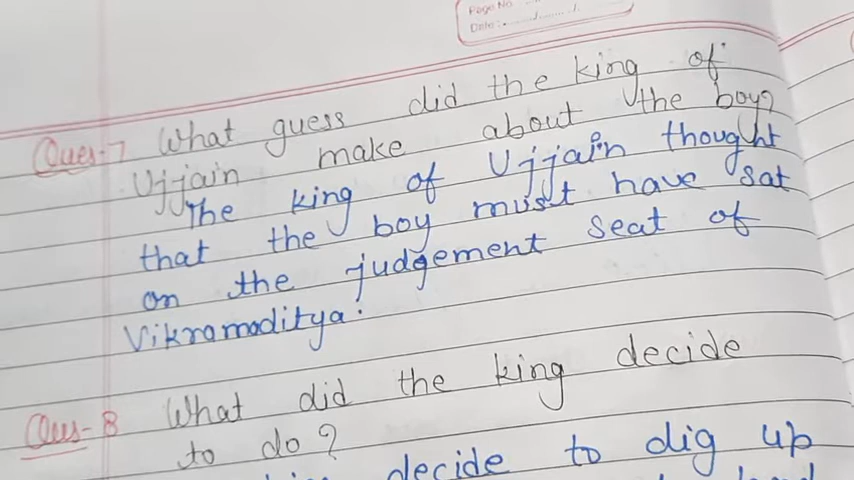 Page No.
Date:
Ques-7 What guess did the king of
Ujjain make about the boy?
The king of Ujjain thought
that the boy must have sat
on the judgement seat of
Vikramaditya.
Ques-8 What did the king decide
to do?
decide to dig up